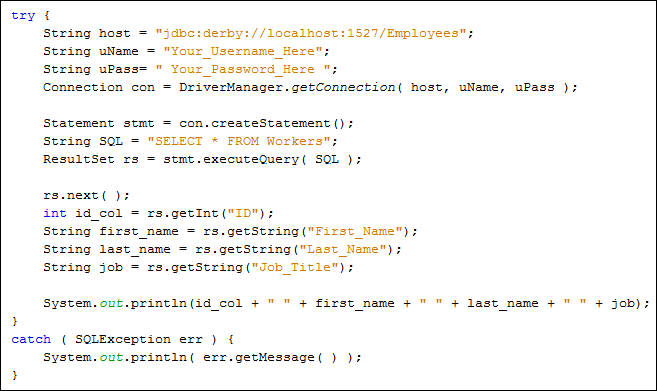 try {
String host = "jdbc:derby://localhost:1527/Employees";
String uName = "Your_Username_Here";
String uPass= " Your_Password_Here ";
Connection con = DriverManager.getConnection( host, uName, uPass );
Statement stmt = con.createStatement();
String SQL = "SELECT * FROM Workers";
ResultSet rs = stmt.executeQuery( SQL );
rs.next( );
int id_col = rs.getInt("ID");
String first_name = rs.getString("First_Name");
String last_name = rs.getString("Last_Name");
String job = rs.getString("Job_Title");
System.out.println(id_col + " " + first_name + " " + last_name + " " + job);
}
catch ( SQLException err ) {
System.out.println( err.getMessage( ) );
}